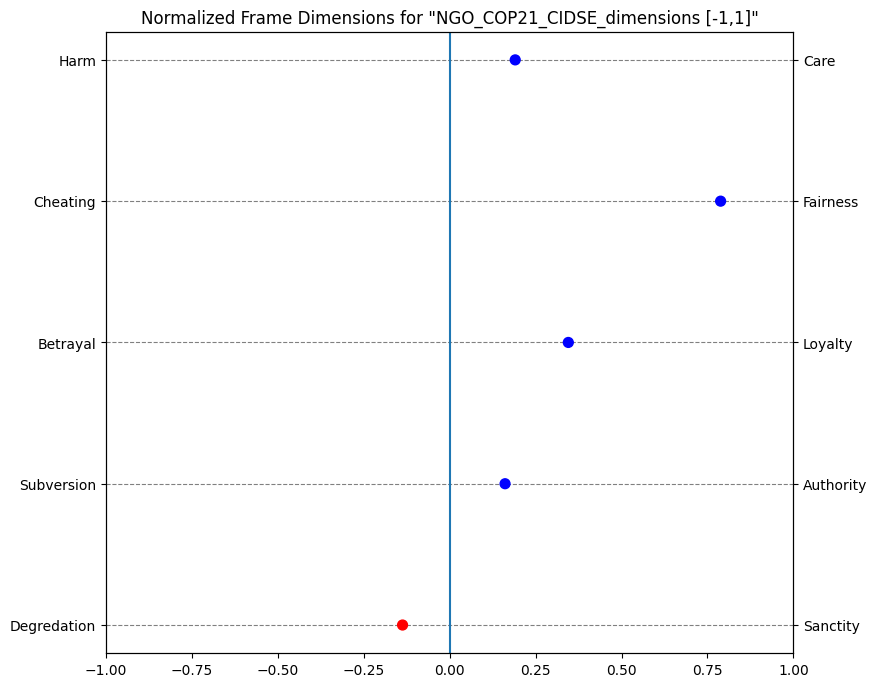 Normalized Frame Dimensions for "NGO_COP21_CIDSE_dimensions [-1,1]"
Harm Care
Cheating Fairness
Betrayal Loyalty
Subversion Authority
Degredation Sanctity
−1.00 −0.75 −0.50 −0.25 0.00 0.25 0.50 0.75 1.00